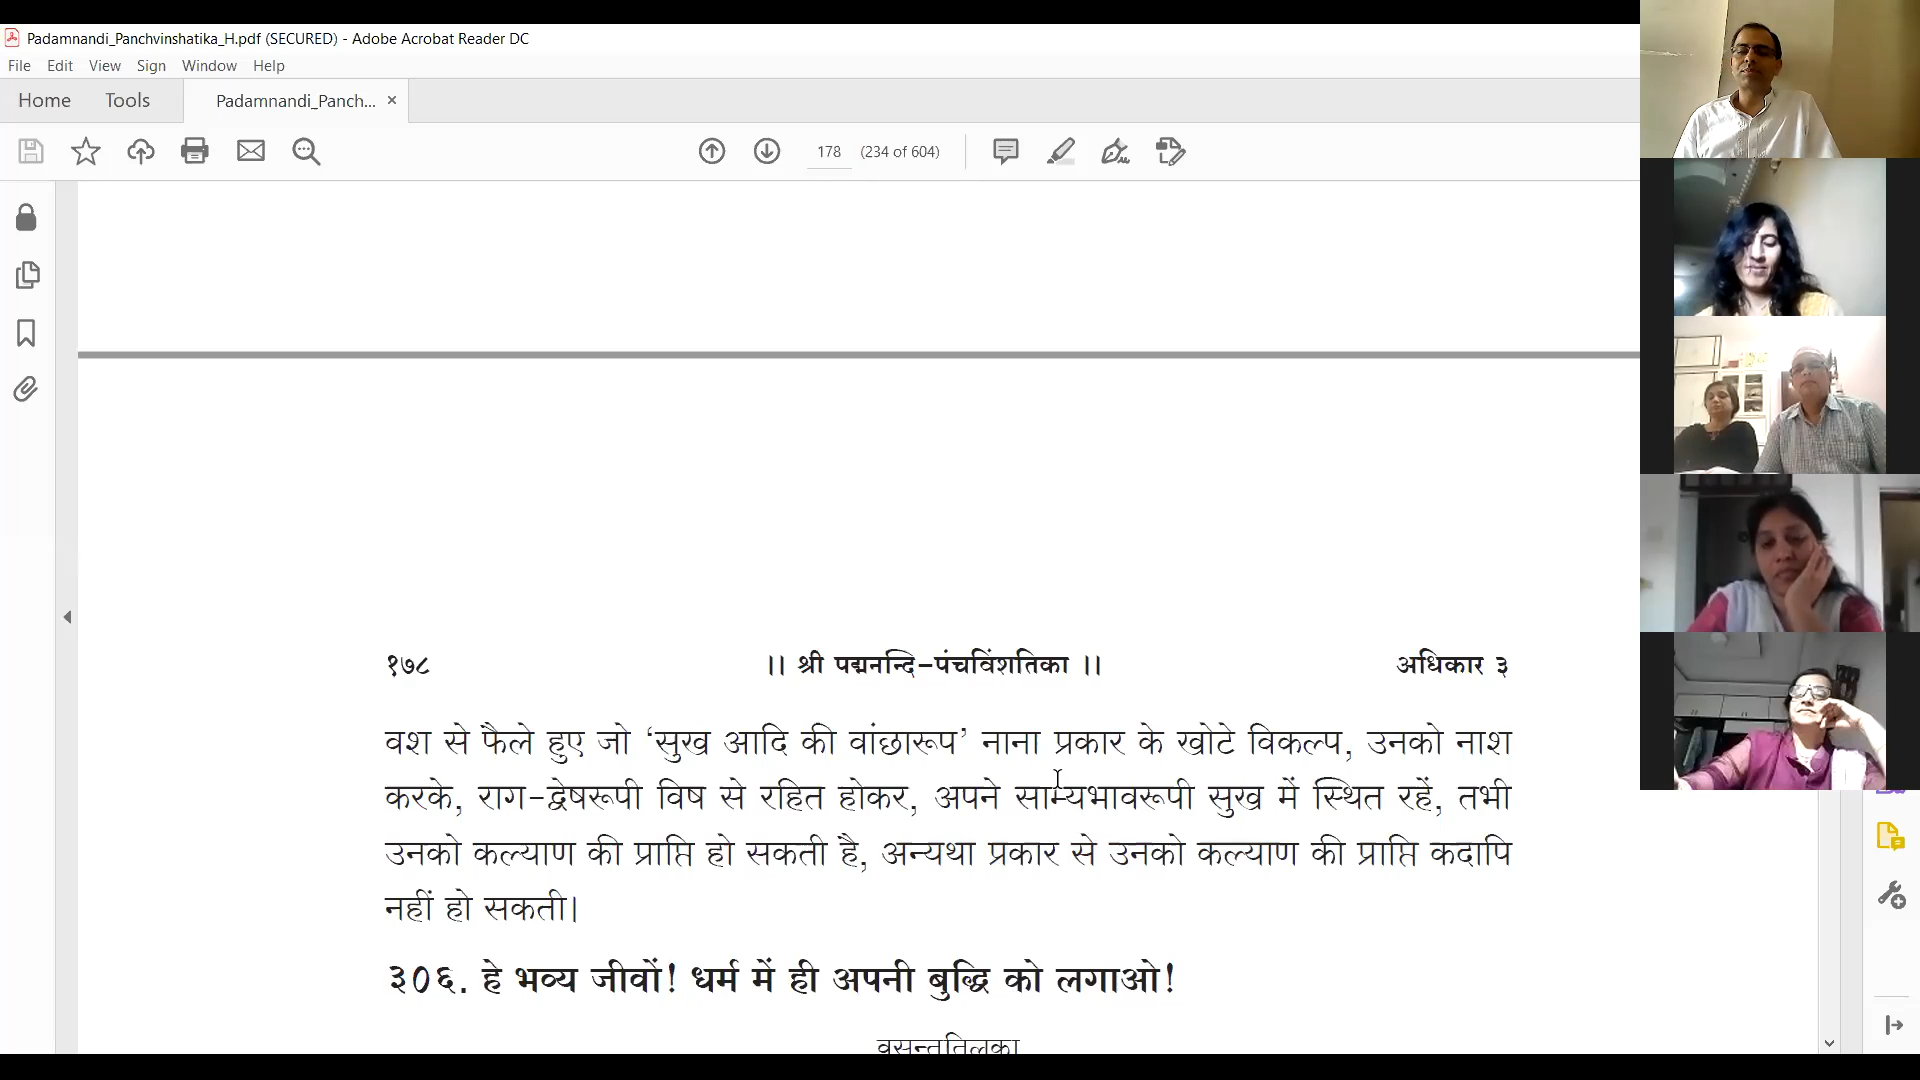 Padamnandi_Panchvinshatika_H.pdf (SECURED) - Adobe Acrobat Reader DC
File Edit View Sign Window Help
Home Tools Padamnandi_Panch... ×
178 (234 of 604)
१७८ ।। श्री पद्मनन्दि-पंचविंशतिका ।। अधिकार ३
वश से फैले हुए जो ‘सुख आदि की वांछारूप’ नाना प्रकार के खोटे विकल्प, उनको नाश
करके, राग-द्वेषरूपी विष से रहित होकर, अपने साम्यभावरूपी सुख में स्थित रहें, तभी
उनको कल्याण की प्राप्ति हो सकती है, अन्यथा प्रकार से उनको कल्याण की प्राप्ति कदापि
नहीं हो सकती।
३०६. हे भव्य जीवों! धर्म में ही अपनी बुद्धि को लगाओ!
वसन्ततिलका